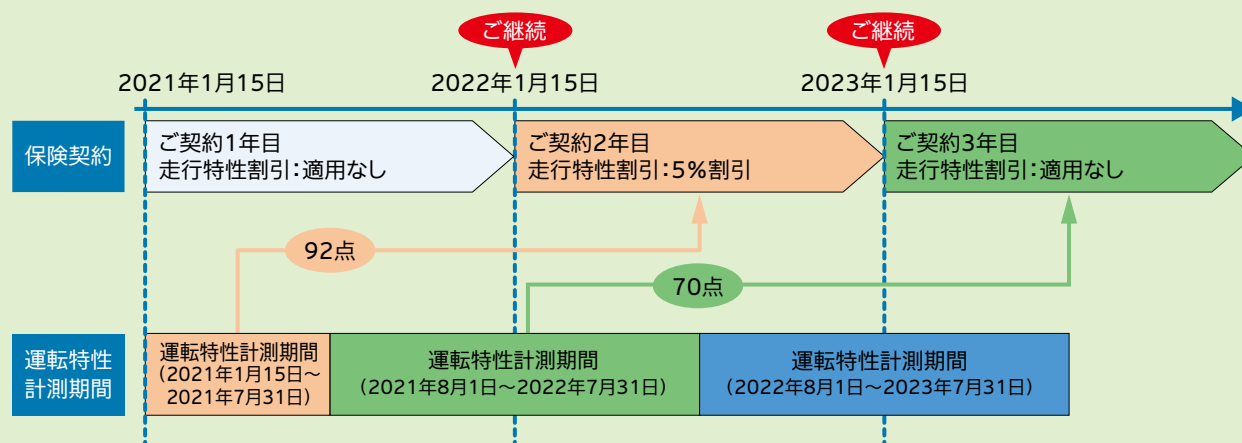 ご継続
ご継続
2021年1月15日
2022年1月15日
2023年1月15日
保険契約
ご契約1年目
走行特性割引：適用なし
ご契約2年目
走行特性割引：5%割引
ご契約3年目
走行特性割引：適用なし
92点
70点
運転特性
計測期間
運転特性計測期間
（2021年1月15日～
2021年7月31日）
運転特性計測期間
（2021年8月1日～2022年7月31日）
運転特性計測期間
（2022年8月1日～2023年7月31日）